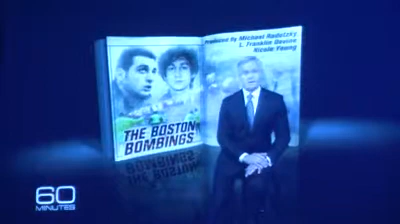 Produced by Michael Radutzky
L. Franklin Devine
Nicole Young
THE BOSTON
BOMBINGS
60
MINUTES